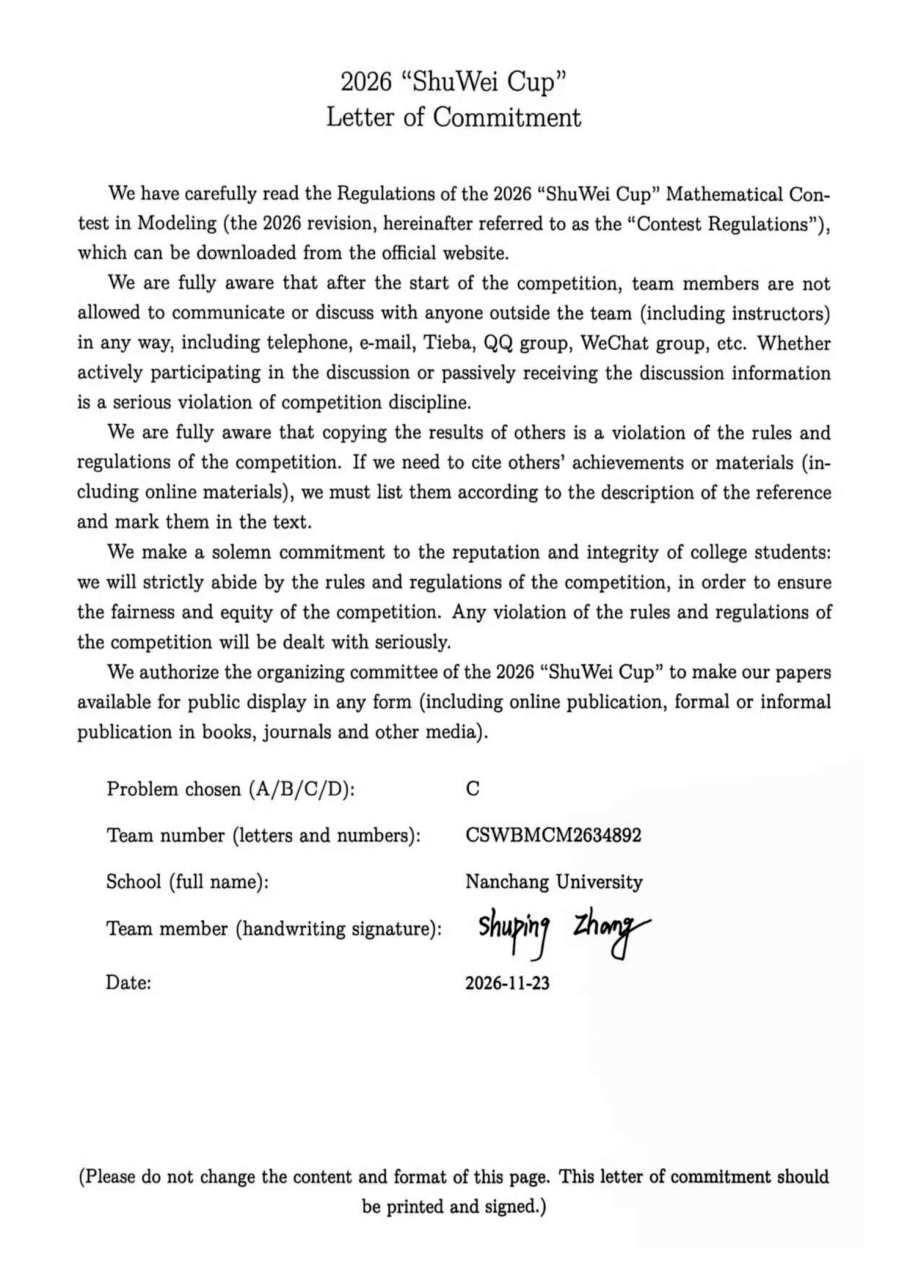 2026 “ShuWei Cup”
Letter of Commitment
We have carefully read the Regulations of the 2026 “ShuWei Cup” Mathematical Con-
test in Modeling (the 2026 revision, hereinafter referred to as the “Contest Regulations”),
which can be downloaded from the official website.
We are fully aware that after the start of the competition, team members are not
allowed to communicate or discuss with anyone outside the team (including instructors)
in any way, including telephone, e-mail, Tieba, QQ group, WeChat group, etc. Whether
actively participating in the discussion or passively receiving the discussion information
is a serious violation of competition discipline.
We are fully aware that copying the results of others is a violation of the rules and
regulations of the competition. If we need to cite others’ achievements or materials (in-
cluding online materials), we must list them according to the description of the reference
and mark them in the text.
We make a solemn commitment to the reputation and integrity of college students:
we will strictly abide by the rules and regulations of the competition, in order to ensure
the fairness and equity of the competition. Any violation of the rules and regulations of
the competition will be dealt with seriously.
We authorize the organizing committee of the 2026 “ShuWei Cup” to make our papers
available for public display in any form (including online publication, formal or informal
publication in books, journals and other media).
Problem chosen (A/B/C/D): C
Team number (letters and numbers): CSWBMCM2634892
School (full name): Nanchang University
Team member (handwriting signature): Shuping Zhang
Date: 2026-11-23
(Please do not change the content and format of this page. This letter of commitment should
be printed and signed.)